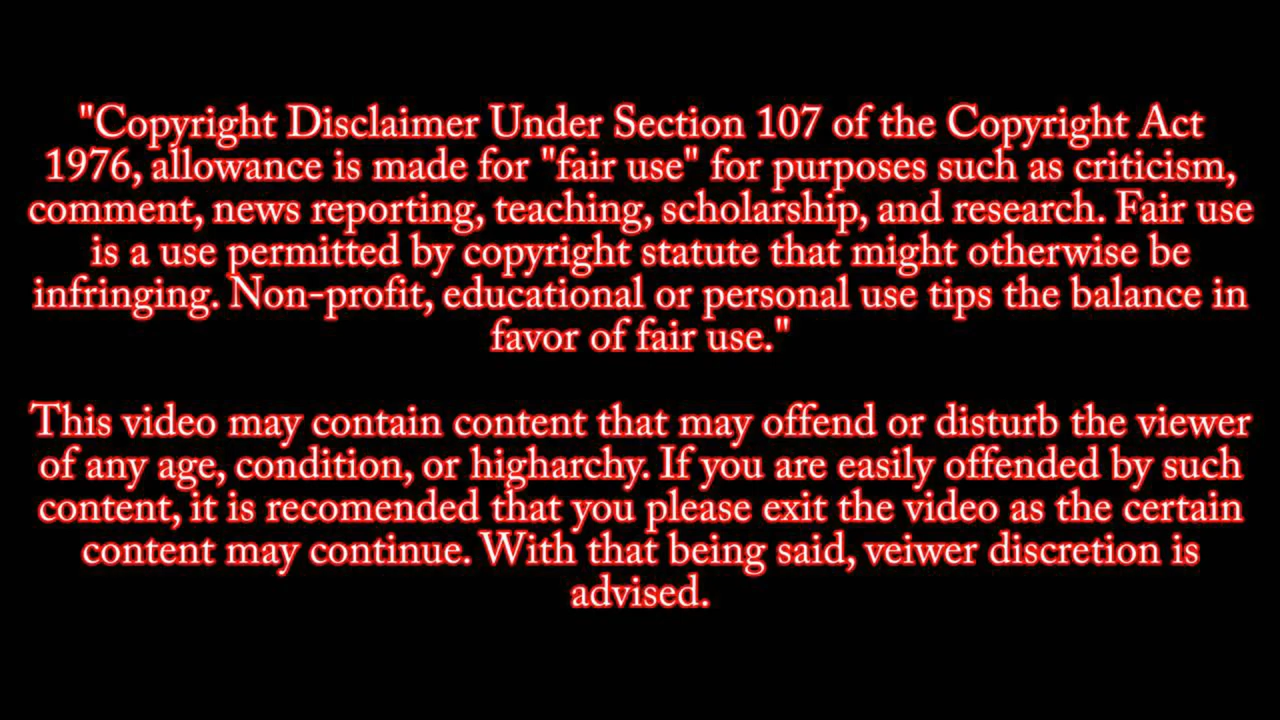 "Copyright Disclaimer Under Section 107 of the Copyright Act
1976, allowance is made for "fair use" for purposes such as criticism,
comment, news reporting, teaching, scholarship, and research. Fair use
is a use permitted by copyright statute that might otherwise be
infringing. Non-profit, educational or personal use tips the balance in
favor of fair use."
This video may contain content that may offend or disturb the viewer
of any age, condition, or higharchy. If you are easily offended by such
content, it is recomended that you please exit the video as the certain
content may continue. With that being said, veiwer discretion is
advised.